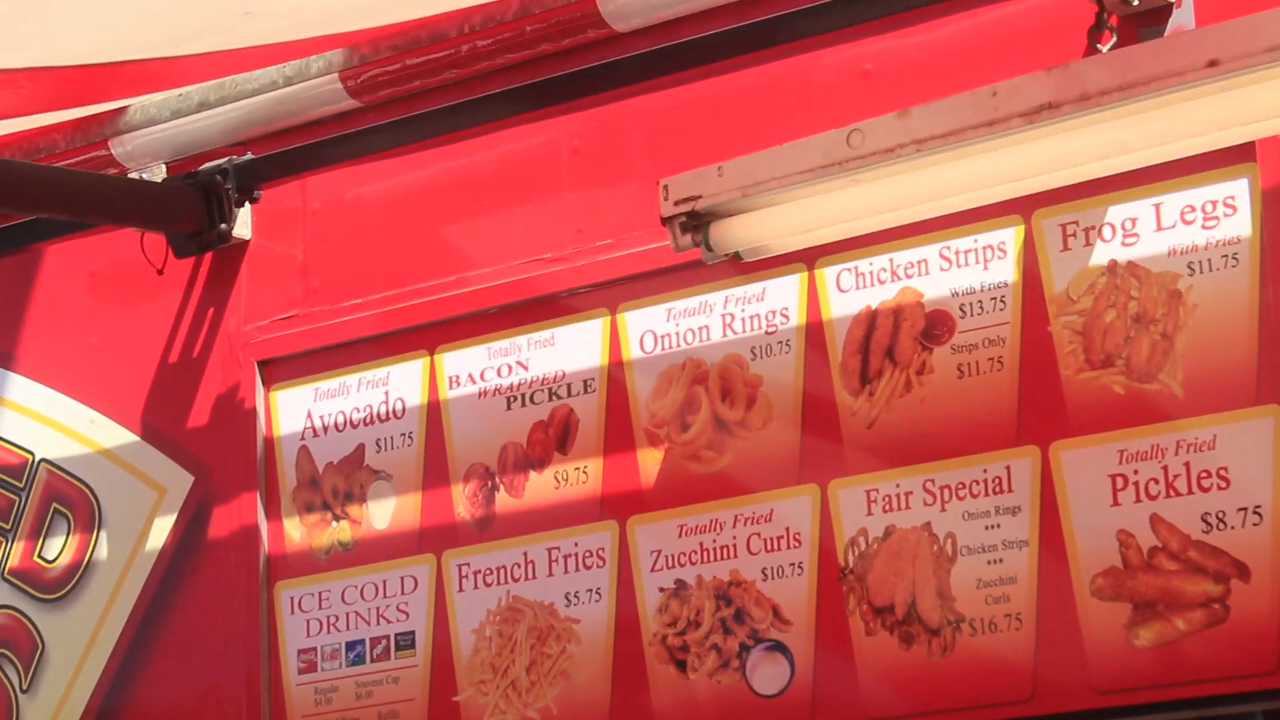 Totally Fried
Avocado
$11.75
Totally Fried
BACON
WRAPPED
PICKLE
$9.75
Totally Fried
Onion Rings
$10.75
Chicken Strips
With Fries
$13.75
Strips Only
$11.75
Frog Legs
With Fries
$11.75
ICE COLD
DRINKS
Regular Souvenir Cup
$4.00 $6.00
French Fries
$5.75
Totally Fried
Zucchini Curls
$10.75
Fair Special
Onion Rings
***
Chicken Strips
***
Zucchini
Curls
$16.75
Totally Fried
Pickles
$8.75
ED